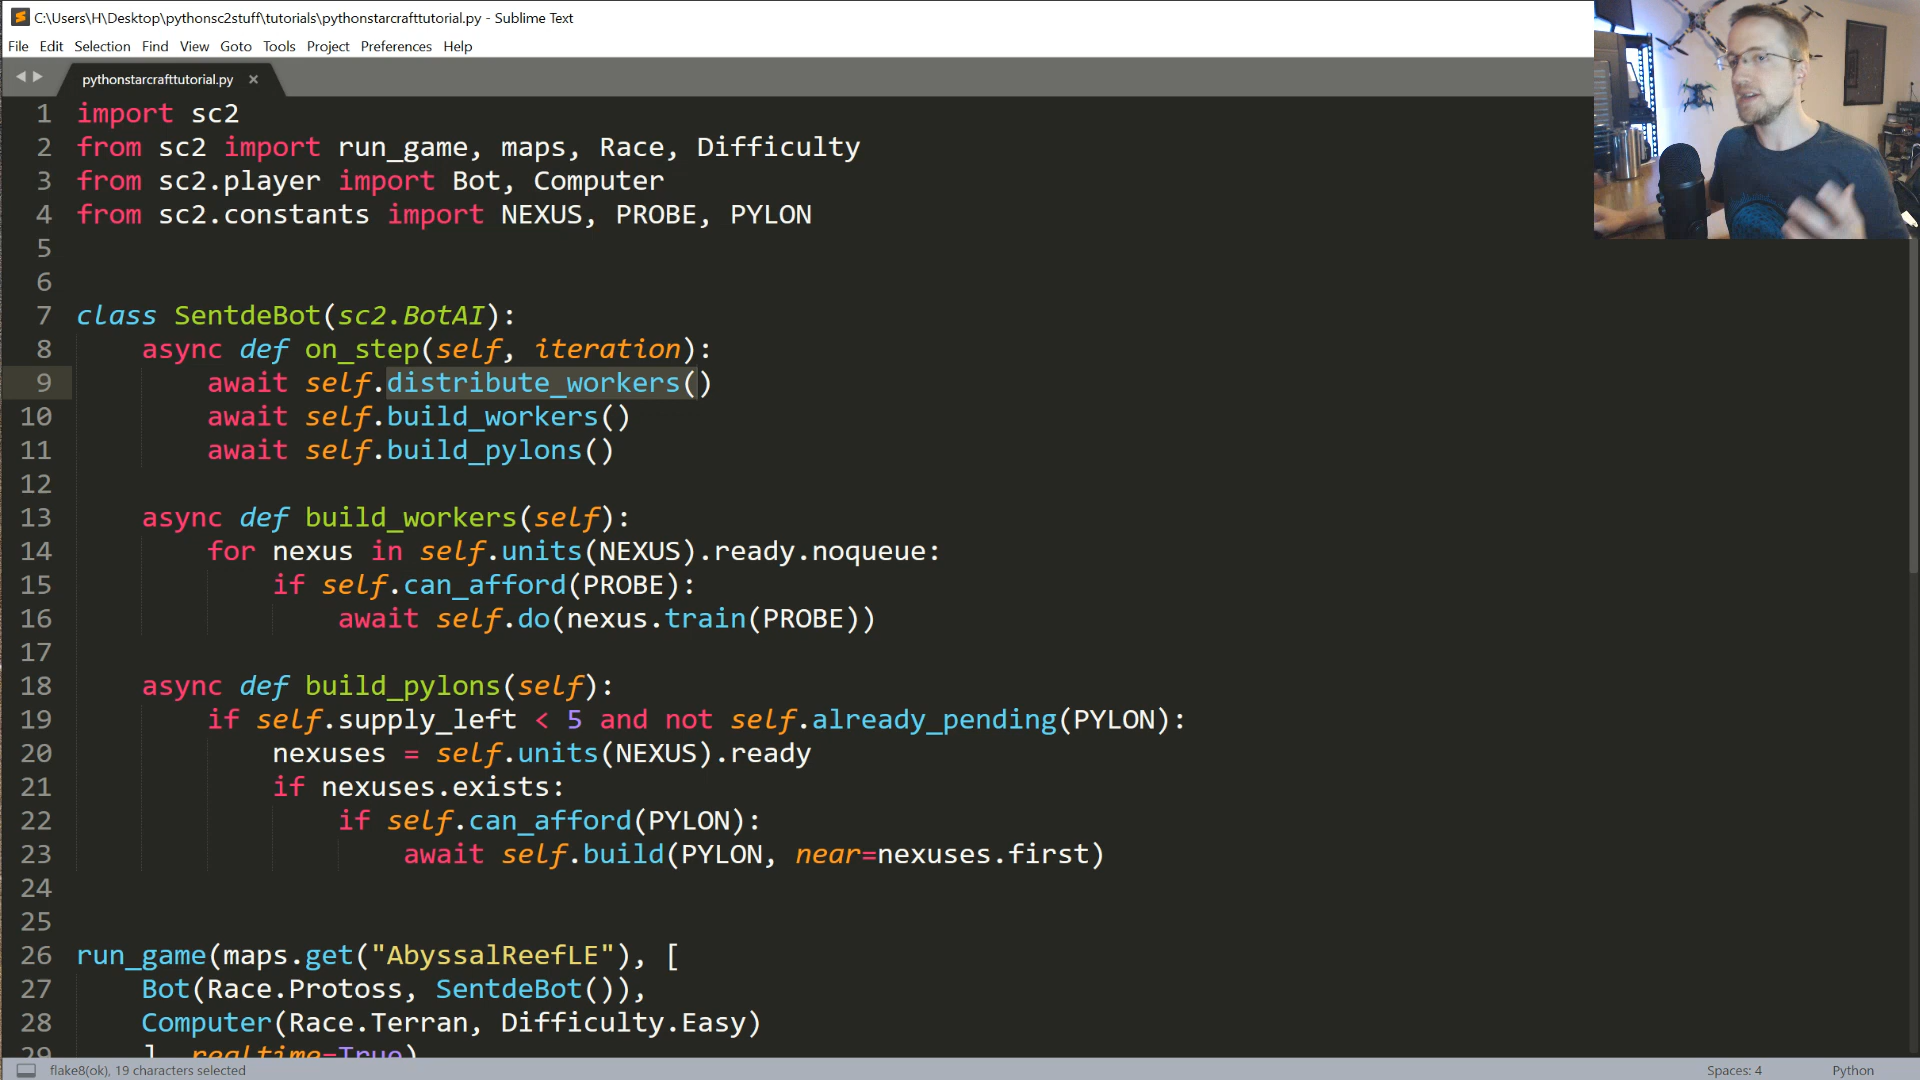 C:\Users\H\Desktop\pythonsc2stuff\tutorials\pythonstarcrafttutorial.py - Sublime Text
File Edit Selection Find View Goto Tools Project Preferences Help
pythonstarcrafttutorial.py ×
1 import sc2
2 from sc2 import run_game, maps, Race, Difficulty
3 from sc2.player import Bot, Computer
4 from sc2.constants import NEXUS, PROBE, PYLON
5
6
7 class SentdeBot(sc2.BotAI):
8     async def on_step(self, iteration):
9         await self.distribute_workers()
10         await self.build_workers()
11         await self.build_pylons()
12
13     async def build_workers(self):
14         for nexus in self.units(NEXUS).ready.noqueue:
15             if self.can_afford(PROBE):
16                 await self.do(nexus.train(PROBE))
17
18     async def build_pylons(self):
19         if self.supply_left < 5 and not self.already_pending(PYLON):
20             nexuses = self.units(NEXUS).ready
21             if nexuses.exists:
22                 if self.can_afford(PYLON):
23                     await self.build(PYLON, near=nexuses.first)
24
25
26 run_game(maps.get("AbyssalReefLE"), [
27     Bot(Race.Protoss, SentdeBot()),
28     Computer(Race.Terran, Difficulty.Easy)
29     ], realtime=True)
flake8(ok), 19 characters selected Spaces: 4 Python